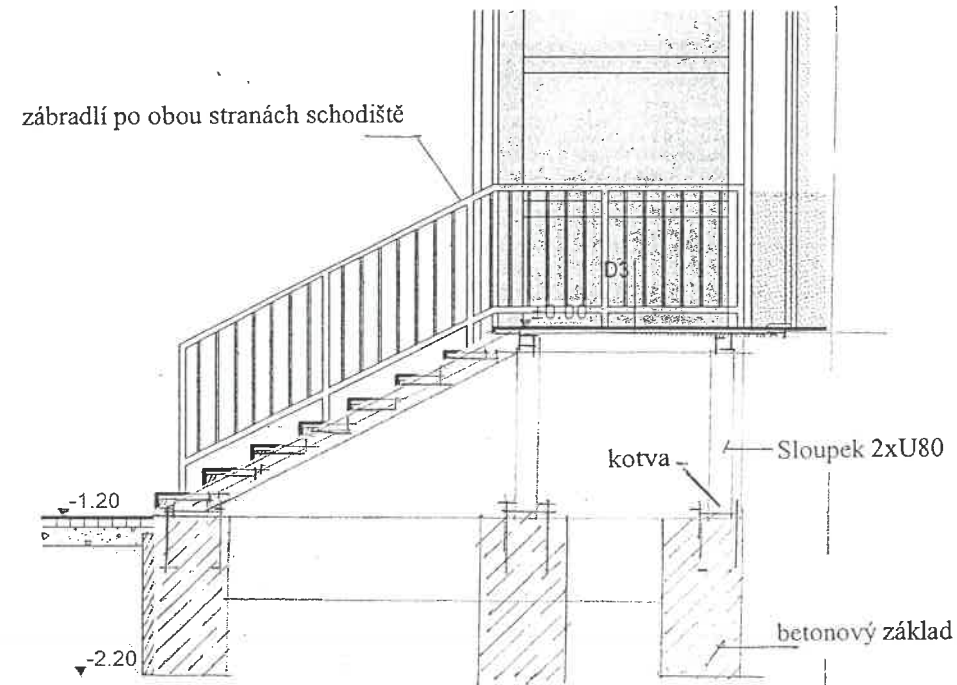 zábradlí po obou stranách schodiště
D3
±0.00
Sloupek 2xU80
kotva
-1.20
betonový základ
-2.20